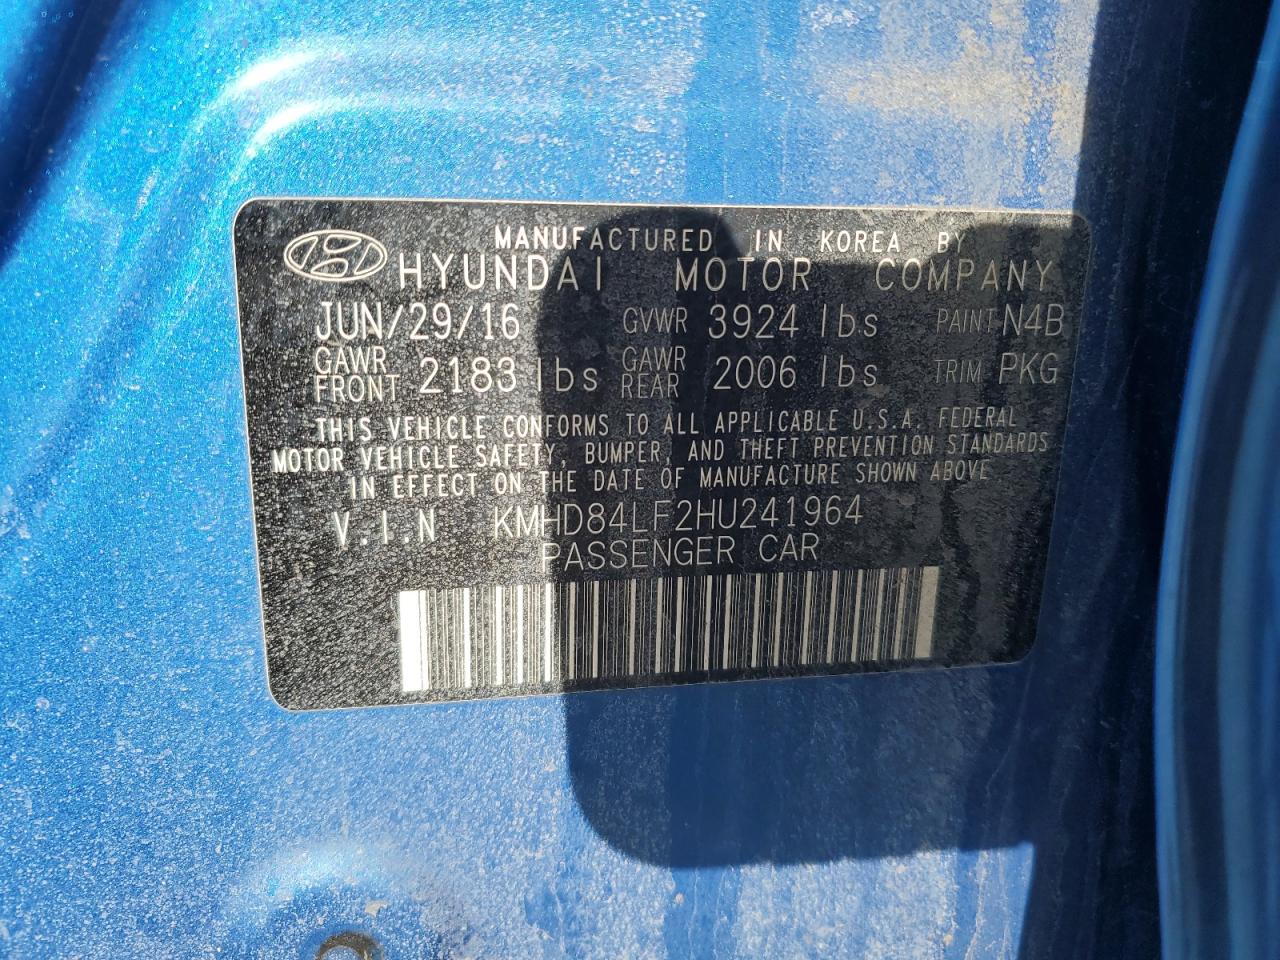 MANUFACTURED IN KOREA BY
HYUNDAI MOTOR COMPANY
JUN/29/16 GVWR 3924 lbs PAINT N4B
GAWR FRONT 2183 lbs GAWR REAR 2006 lbs TRIM PKG
THIS VEHICLE CONFORMS TO ALL APPLICABLE U.S.A. FEDERAL
MOTOR VEHICLE SAFETY, BUMPER, AND THEFT PREVENTION STANDARDS
IN EFFECT ON THE DATE OF MANUFACTURE SHOWN ABOVE
V.I.N KMHD84LF2HU241964
PASSENGER CAR